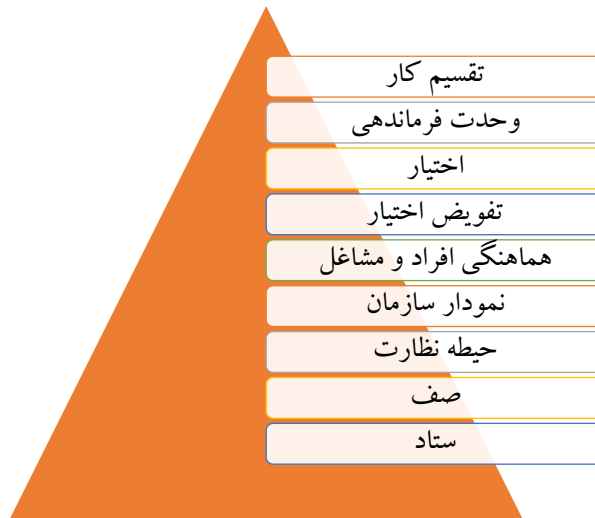 تقسیم کار
وحدت فرماندهی
اختیار
تفویض اختیار
هماهنگی افراد و مشاغل
نمودار سازمان
حیطه نظارت
صف
ستاد